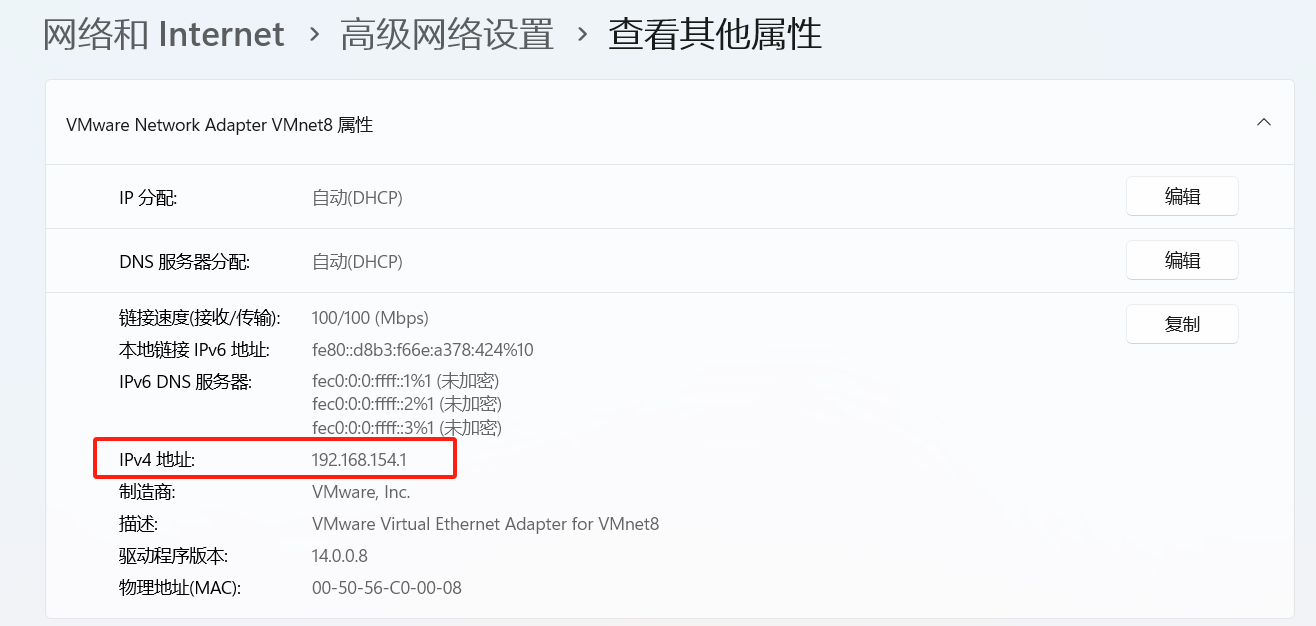 网络和 Internet › 高级网络设置 › 查看其他属性
VMware Network Adapter VMnet8 属性
IP 分配: 自动(DHCP) 编辑
DNS 服务器分配: 自动(DHCP) 编辑
链接速度(接收/传输): 100/100 (Mbps) 复制
本地链接 IPv6 地址: fe80::d8b3:f66e:a378:424%10
IPv6 DNS 服务器: fec0:0:0:ffff::1%1 (未加密)
fec0:0:0:ffff::2%1 (未加密)
fec0:0:0:ffff::3%1 (未加密)
IPv4 地址: 192.168.154.1
制造商: VMware, Inc.
描述: VMware Virtual Ethernet Adapter for VMnet8
驱动程序版本: 14.0.0.8
物理地址(MAC): 00-50-56-C0-00-08